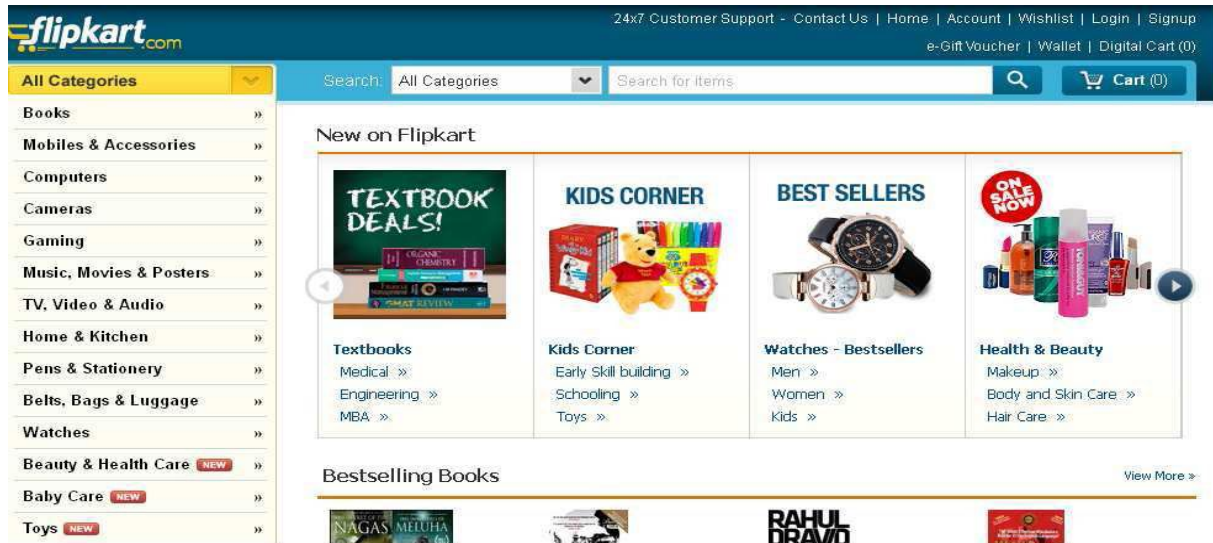 flipkart.com
24x7 Customer Support - Contact Us | Home | Account | Wishlist | Login | Signup
e-Gift Voucher | Wallet | Digital Cart (0)
All Categories
Search: All Categories Search for items Cart (0)
Books »
Mobiles & Accessories »
Computers »
Cameras »
Gaming »
Music, Movies & Posters »
TV, Video & Audio »
Home & Kitchen »
Pens & Stationery »
Belts, Bags & Luggage »
Watches »
Beauty & Health Care NEW »
Baby Care NEW »
Toys NEW »
New on Flipkart
TEXTBOOK
DEALS!
ORGANIC
CHEMISTRY
GMAT REVIEW
Textbooks
Medical »
Engineering »
MBA »
KIDS CORNER
Kids Corner
Early Skill building »
Schooling »
Toys »
BEST SELLERS
Watches - Bestsellers
Men »
Women »
Kids »
ON
SALE
NOW
Health & Beauty
Makeup »
Body and Skin Care »
Hair Care »
Bestselling Books
View More »
NAGAS MELUHA
RAHUL
DRAVID